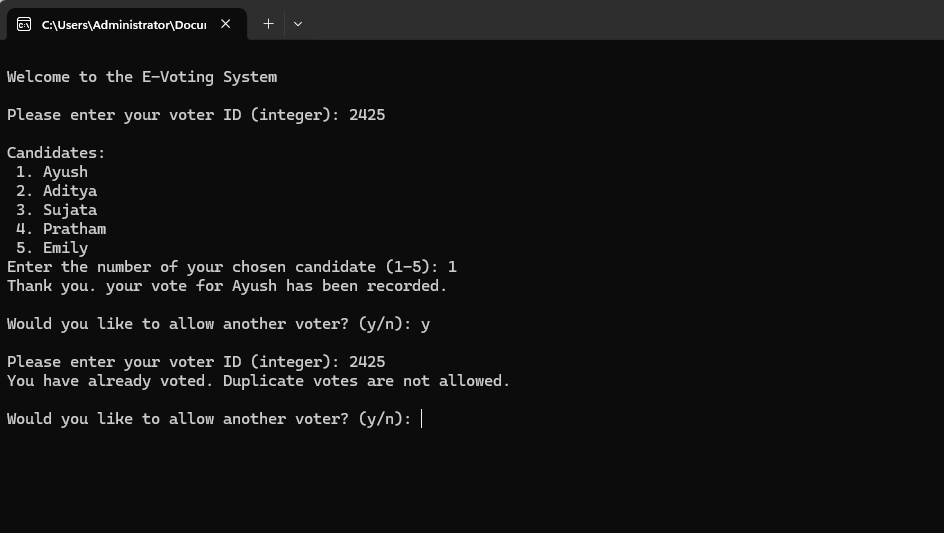 C:\Users\Administrator\Docu
Welcome to the E-Voting System
Please enter your voter ID (integer): 2425
Candidates:
1. Ayush
2. Aditya
3. Sujata
4. Pratham
5. Emily
Enter the number of your chosen candidate (1-5): 1
Thank you. your vote for Ayush has been recorded.
Would you like to allow another voter? (y/n): y
Please enter your voter ID (integer): 2425
You have already voted. Duplicate votes are not allowed.
Would you like to allow another voter? (y/n):